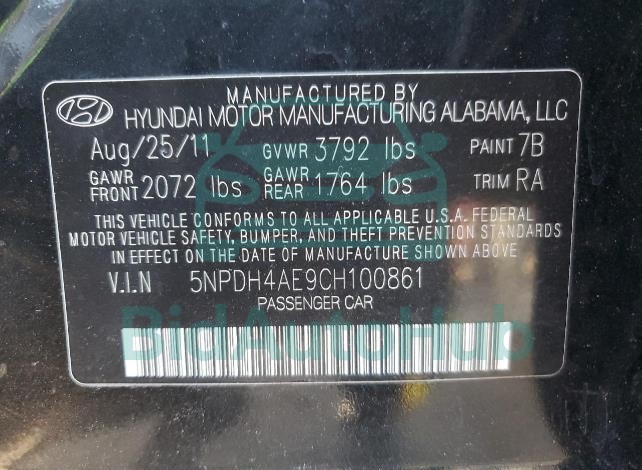 MANUFACTURED BY
HYUNDAI MOTOR MANUFACTURING ALABAMA, LLC
Aug/25/11 GVWR 3792 lbs PAINT 7B
GAWR FRONT 2072 lbs GAWR REAR 1764 lbs TRIM RA
THIS VEHICLE CONFORMS TO ALL APPLICABLE U.S.A. FEDERAL
MOTOR VEHICLE SAFETY, BUMPER, AND THEFT PREVENTION STANDARDS
IN EFFECT ON THE DATE OF MANUFACTURE SHOWN ABOVE
V.I.N 5NPDH4AE9CH100861
PASSENGER CAR
BidAutoHub